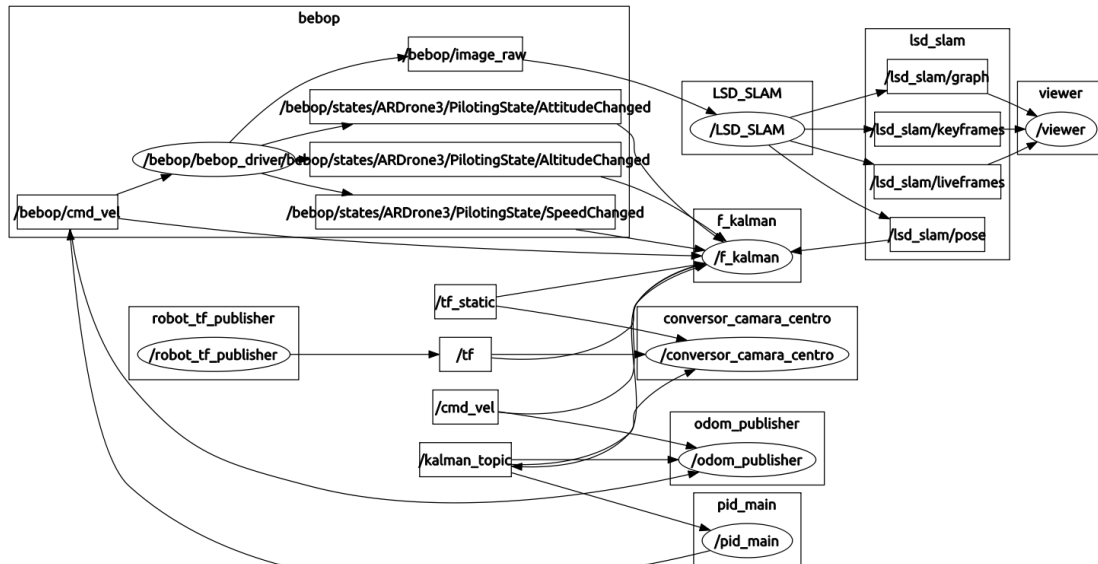 bebop
/bebop/image_raw
/bebop/states/ARDrone3/PilotingState/AttitudeChanged
/bebop/bebop_driver
/bebop/states/ARDrone3/PilotingState/AltitudeChanged
/bebop/cmd_vel
/bebop/states/ARDrone3/PilotingState/SpeedChanged
LSD_SLAM
/LSD_SLAM
lsd_slam
/lsd_slam/graph
/lsd_slam/keyframes
/lsd_slam/liveframes
/lsd_slam/pose
viewer
/viewer
f_kalman
/f_kalman
/tf_static
robot_tf_publisher
/robot_tf_publisher
/tf
conversor_camara_centro
/conversor_camara_centro
/cmd_vel
odom_publisher
/kalman_topic
/odom_publisher
pid_main
/pid_main